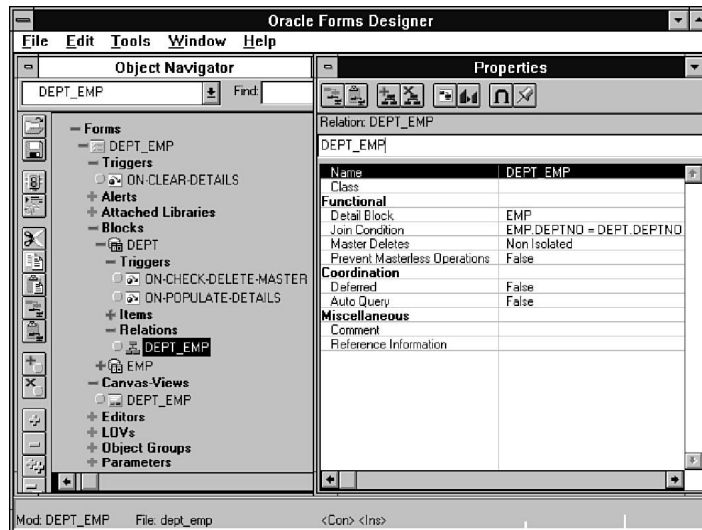 Oracle Forms Designer
File Edit Tools Window Help
Object Navigator
DEPT_EMP Find:
Forms
DEPT_EMP
Triggers
ON-CLEAR-DETAILS
Alerts
Attached Libraries
Blocks
DEPT
Triggers
ON-CHECK-DELETE-MASTER
ON-POPULATE-DETAILS
Items
Relations
DEPT_EMP
EMP
Canvas-Views
DEPT_EMP
Editors
LOVs
Object Groups
Parameters
Properties
Relation: DEPT_EMP
DEPT_EMP
Name DEPT_EMP
Class
Functional
Detail Block EMP
Join Condition EMP.DEPTNO = DEPT.DEPTNO
Master Deletes Non Isolated
Prevent Masterless Operations False
Coordination
Deferred False
Auto Query False
Miscellaneous
Comment
Reference Information
Mod: DEPT_EMP File: dept_emp <Con> <Ins>